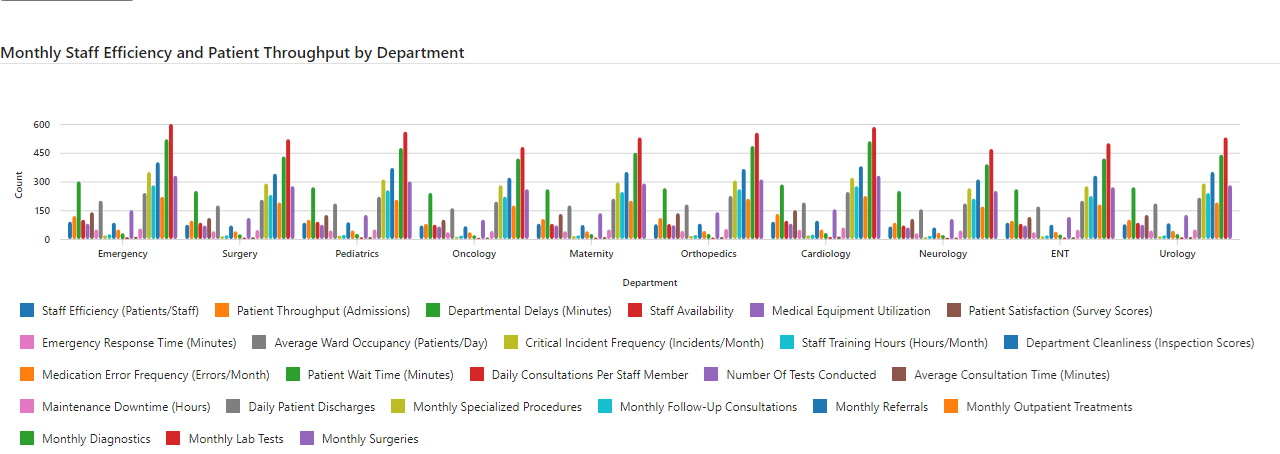 Monthly Staff Efficiency and Patient Throughput by Department
600
450
300
150
0
Count
Emergency Surgery Pediatrics Oncology Maternity Orthopedics Cardiology Neurology ENT Urology
Department
Staff Efficiency (Patients/Staff) Patient Throughput (Admissions) Departmental Delays (Minutes) Staff Availability Medical Equipment Utilization Patient Satisfaction (Survey Scores)
Emergency Response Time (Minutes) Average Ward Occupancy (Patients/Day) Critical Incident Frequency (Incidents/Month) Staff Training Hours (Hours/Month) Department Cleanliness (Inspection Scores)
Medication Error Frequency (Errors/Month) Patient Wait Time (Minutes) Daily Consultations Per Staff Member Number Of Tests Conducted Average Consultation Time (Minutes)
Maintenance Downtime (Hours) Daily Patient Discharges Monthly Specialized Procedures Monthly Follow-Up Consultations Monthly Referrals Monthly Outpatient Treatments
Monthly Diagnostics Monthly Lab Tests Monthly Surgeries